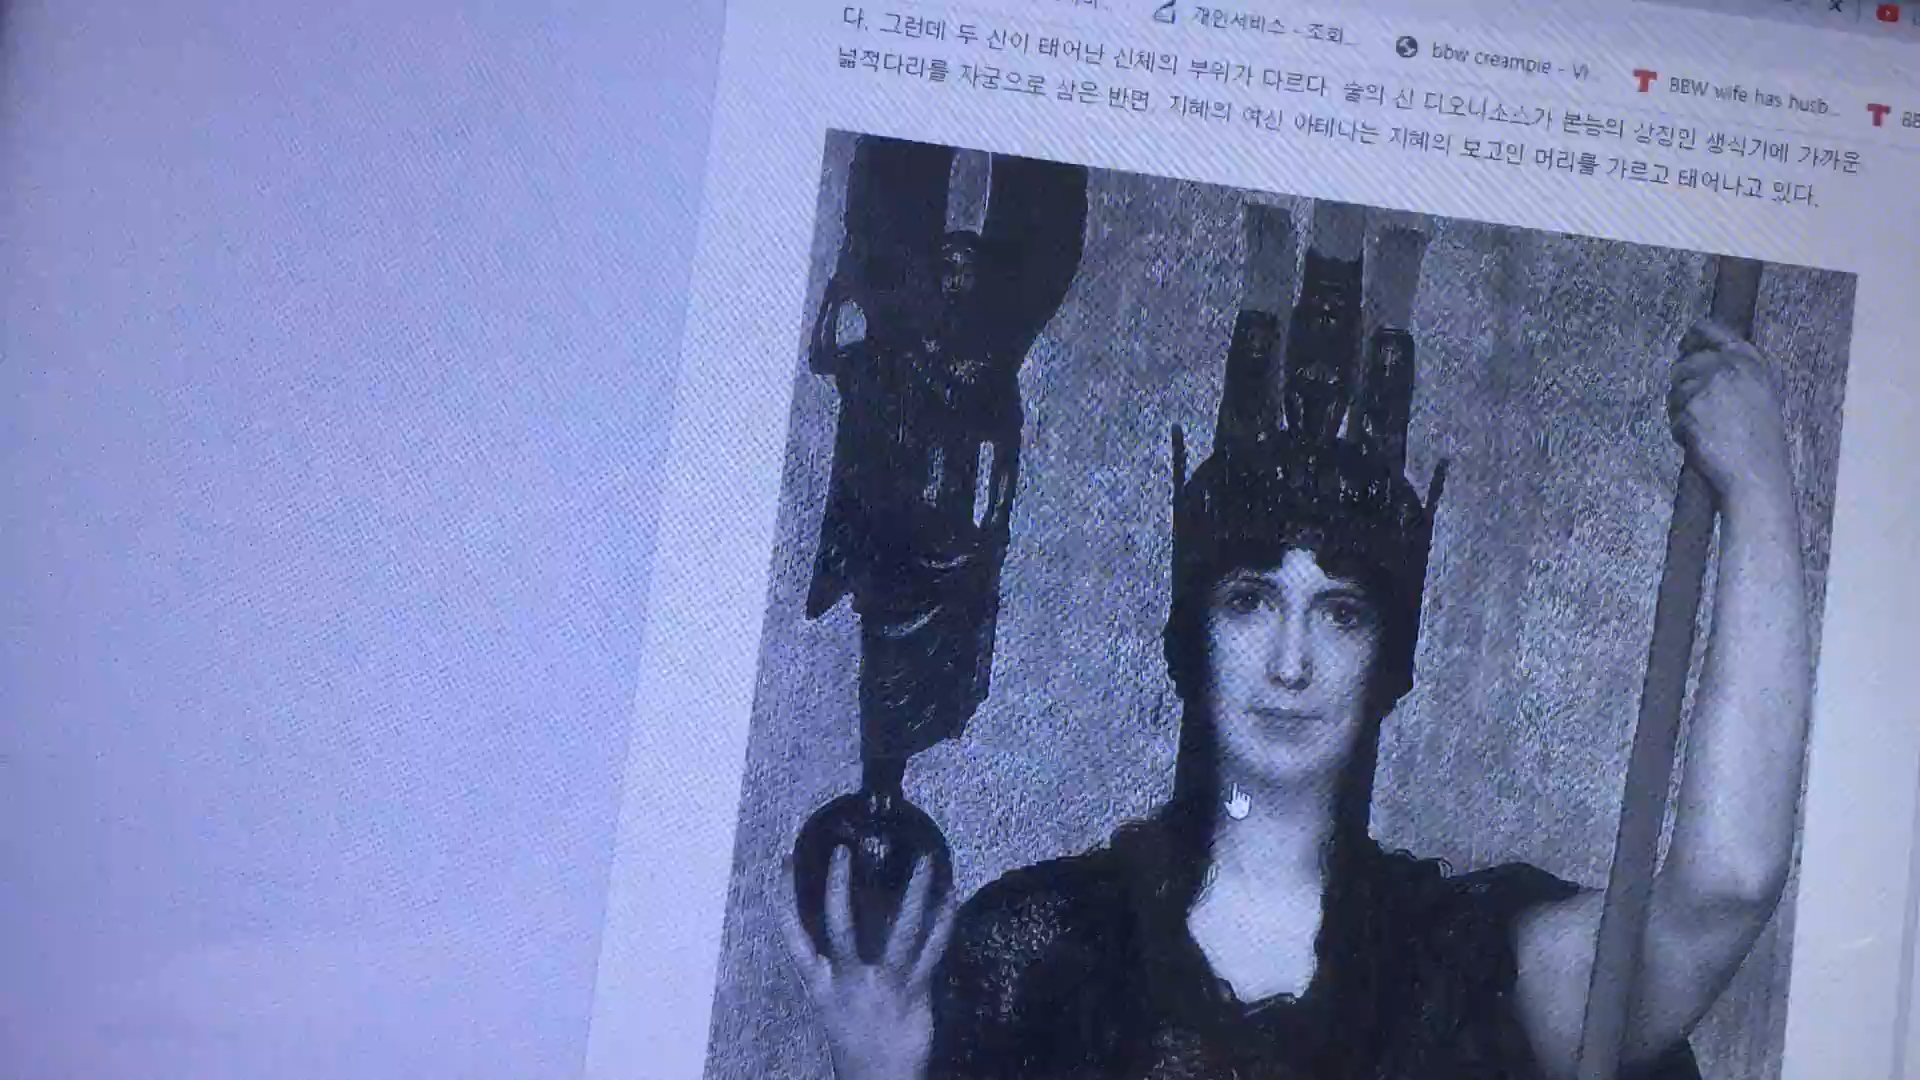 개인서비스 - 조회...
bbw creampie - VI...
BBW wife has husb...
다. 그런데 두 신이 태어난 신체의 부위가 다르다. 술의 신 디오니소스가 본능의 상징인 생식기에 가까운
넓적다리를 자궁으로 삼은 반면, 지혜의 여신 아테나는 지혜의 보고인 머리를 가르고 태어나고 있다.